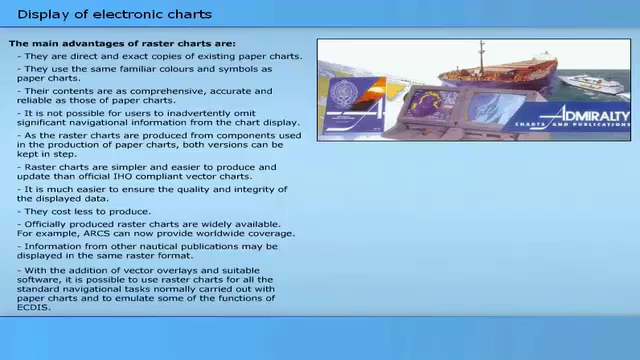 Display of electronic charts
The main advantages of raster charts are:
- They are direct and exact copies of existing paper charts.
- They use the same familiar colours and symbols as
paper charts.
- Their contents are as comprehensive, accurate and
reliable as those of paper charts.
- It is not possible for users to inadvertently omit
significant navigational information from the chart display.
- As the raster charts are produced from components used
in the production of paper charts, both versions can be
kept in step.
- Raster charts are simpler and easier to produce and
update than official IHO compliant vector charts.
- It is much easier to ensure the quality and integrity of
the displayed data.
- They cost less to produce.
- Officially produced raster charts are widely available.
For example, ARCS can now provide worldwide coverage.
- Information from other nautical publications may be
displayed in the same raster format.
- With the addition of vector overlays and suitable
software, it is possible to use raster charts for all the
standard navigational tasks normally carried out with
paper charts and to emulate some of the functions of
ECDIS.
ADMIRALTY
CHARTS AND PUBLICATIONS